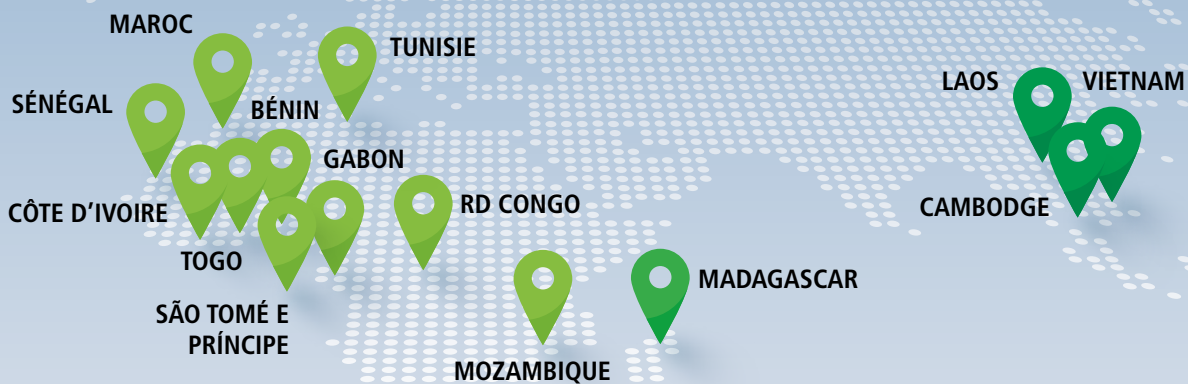 MAROC
TUNISIE
LAOS
VIETNAM
SÉNÉGAL
BÉNIN
GABON
CÔTE D’IVOIRE
RD CONGO
CAMBODGE
TOGO
MADAGASCAR
SÃO TOMÉ E
PRÍNCIPE
MOZAMBIQUE